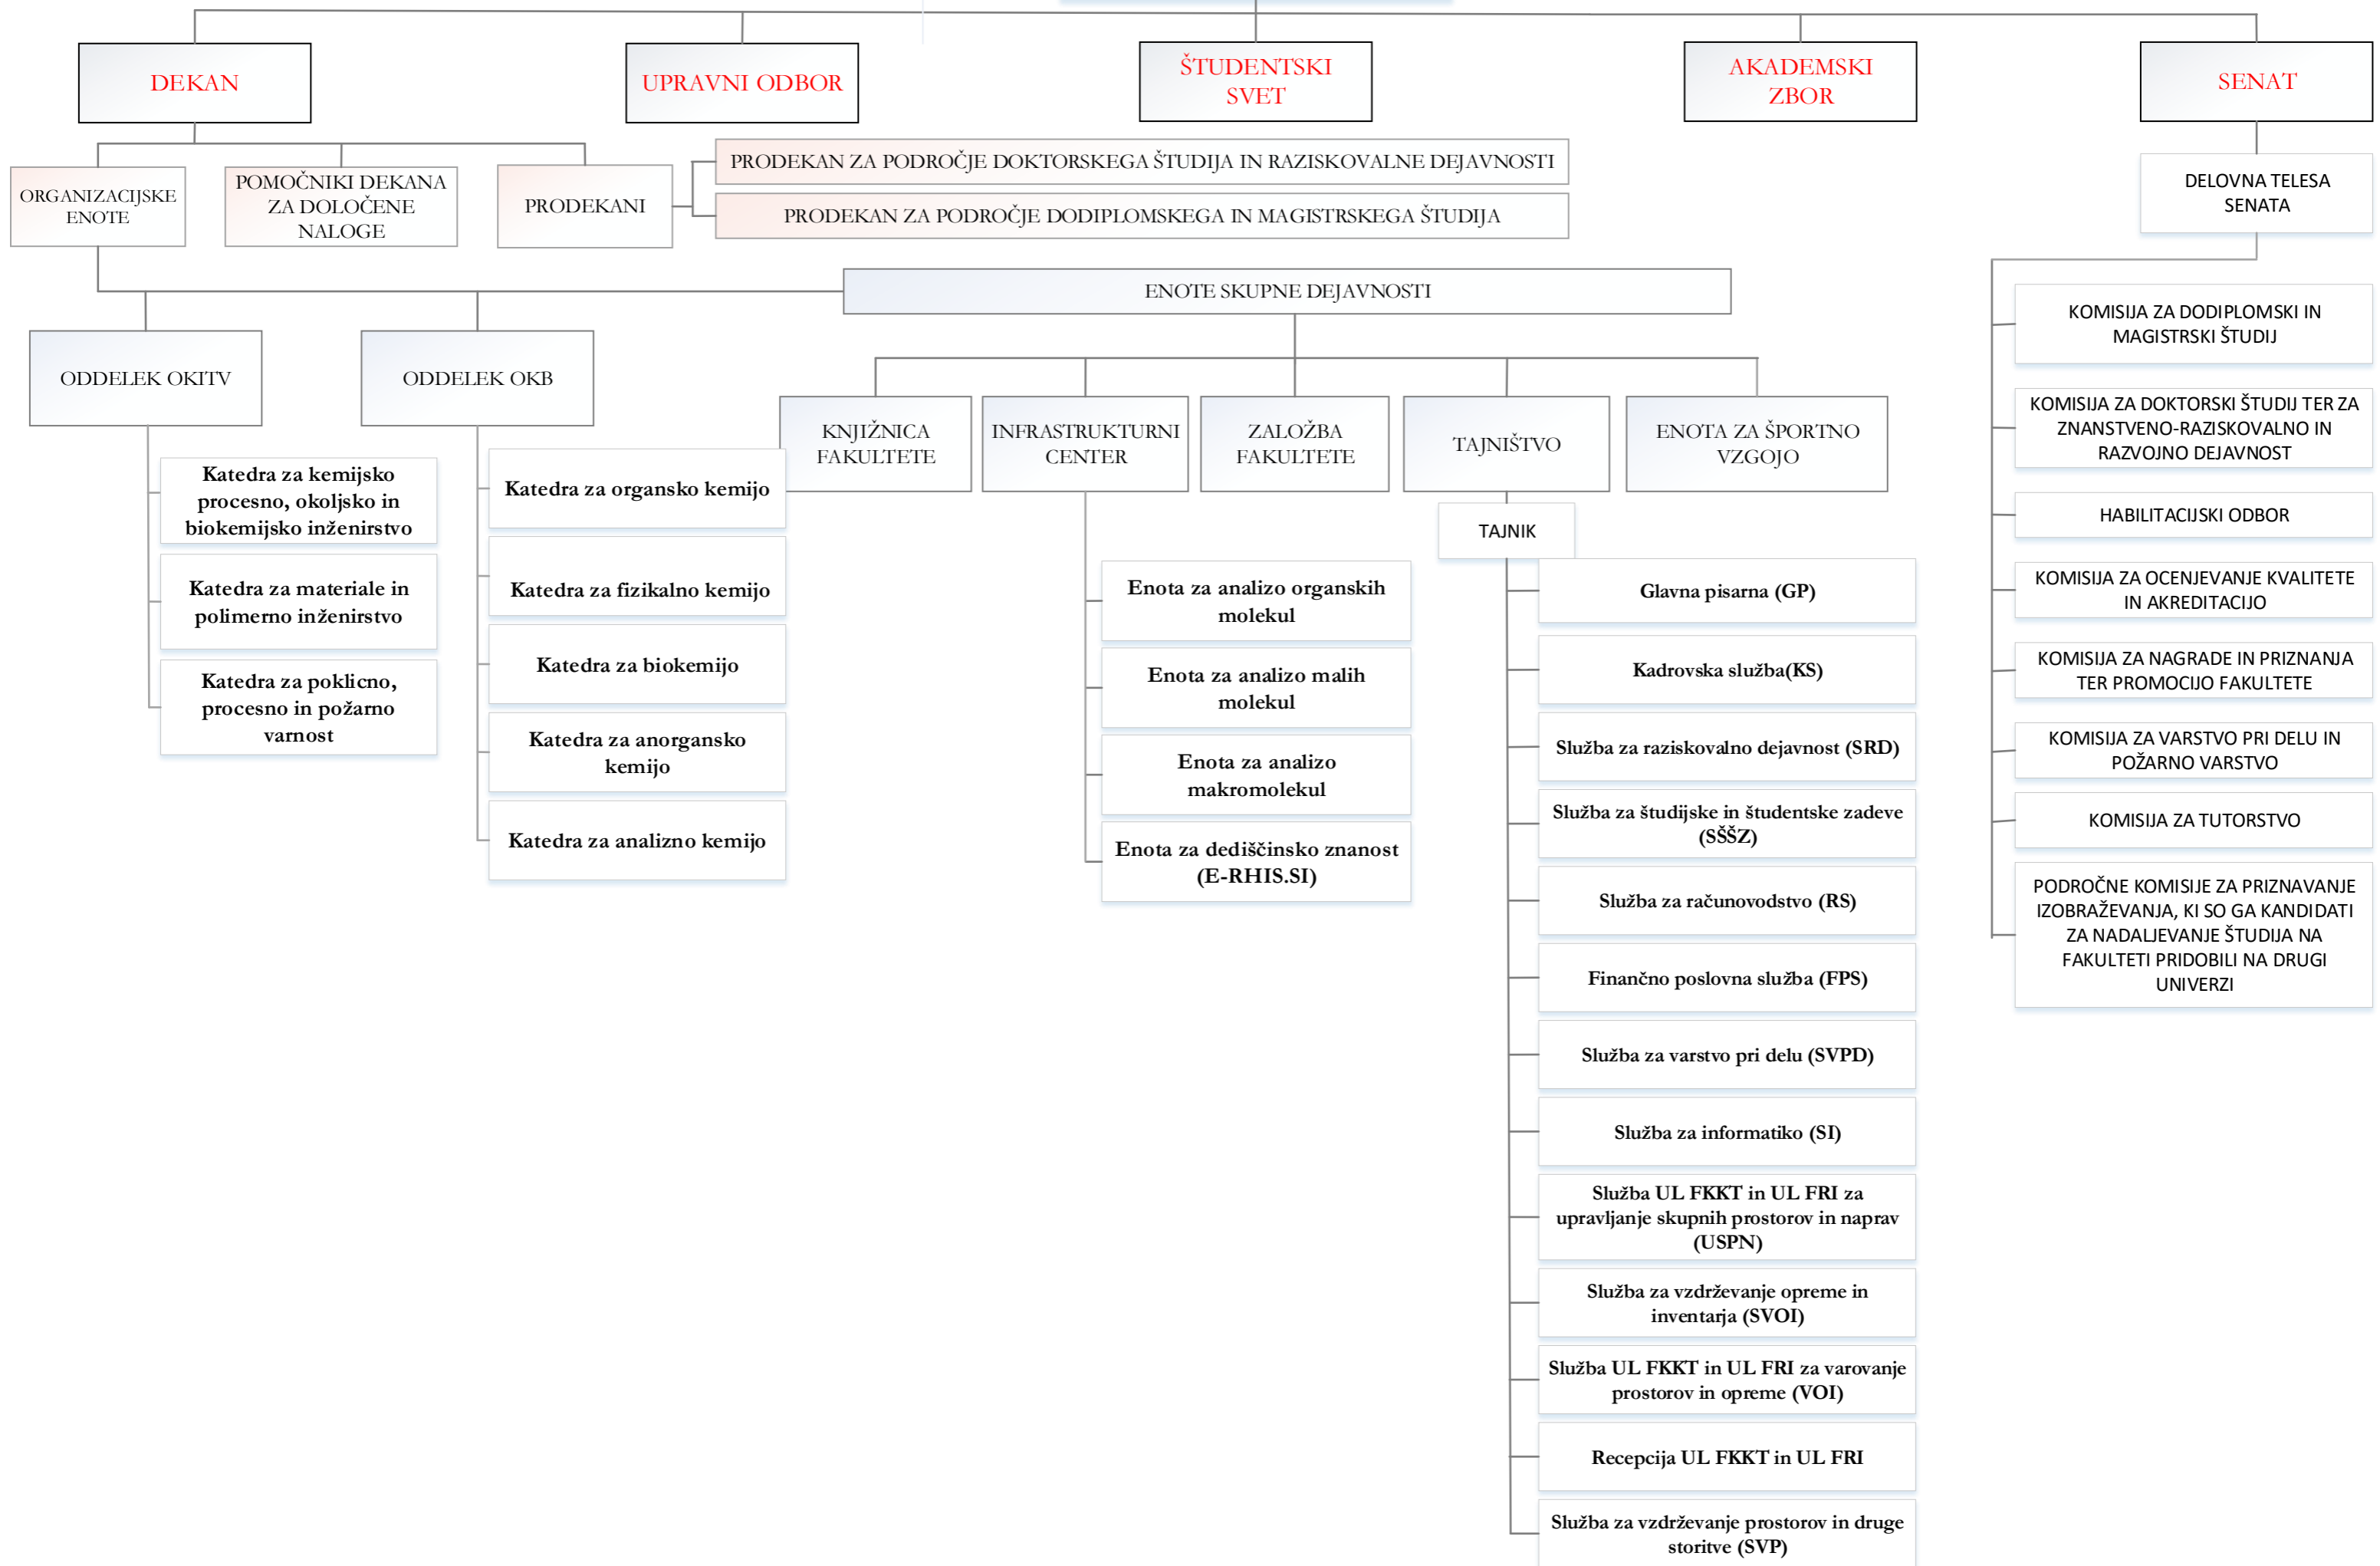 DEKAN
UPRAVNI ODBOR
ŠTUDENTSKI
SVET
AKADEMSKI
ZBOR
SENAT
ORGANIZACIJSKE
ENOTE
POMOČNIKI DEKANA
ZA DOLOČENE
NALOGE
PRODEKANI
PRODEKAN ZA PODROČJE DOKTORSKEGA ŠTUDIJA IN RAZISKOVALNE DEJAVNOSTI
PRODEKAN ZA PODROČJE DODIPLOMSKEGA IN MAGISTRSKEGA ŠTUDIJA
DELOVNA TELESA
SENATA
ENOTE SKUPNE DEJAVNOSTI
ODDELEK OKITV
ODDELEK OKB
KNJIŽNICA
FAKULTETE
INFRASTRUKTURNI
CENTER
ZALOŽBA
FAKULTETE
TAJNIŠTVO
ENOTA ZA ŠPORTNO
VZGOJO
Katedra za kemijsko
procesno, okoljsko in
biokemijsko inženirstvo
Katedra za materiale in
polimerno inženirstvo
Katedra za poklicno,
procesno in požarno
varnost
Katedra za organsko kemijo
Katedra za fizikalno kemijo
Katedra za biokemijo
Katedra za anorgansko
kemijo
Katedra za analizno kemijo
Enota za analizo organskih
molekul
Enota za analizo malih
molekul
Enota za analizo
makromolekul
Enota za dediščinsko znanost
(E-RHIS.SI)
TAJNIK
Glavna pisarna (GP)
Kadrovska služba(KS)
Služba za raziskovalno dejavnost (SRD)
Služba za študijske in študentske zadeve
(SŠŠZ)
Služba za računovodstvo (RS)
Finančno poslovna služba (FPS)
Služba za varstvo pri delu (SVPD)
Služba za informatiko (SI)
Služba UL FKKT in UL FRI za
upravljanje skupnih prostorov in naprav
(USPN)
Služba za vzdrževanje opreme in
inventarja (SVOI)
Služba UL FKKT in UL FRI za varovanje
prostorov in opreme (VOI)
Recepcija UL FKKT in UL FRI
Služba za vzdrževanje prostorov in druge
storitve (SVP)
KOMISIJA ZA DODIPLOMSKI IN
MAGISTRSKI ŠTUDIJ
KOMISIJA ZA DOKTORSKI ŠTUDIJ TER ZA
ZNANSTVENO-RAZISKOVALNO IN
RAZVOJNO DEJAVNOST
HABILITACIJSKI ODBOR
KOMISIJA ZA OCENJEVANJE KVALITETE
IN AKREDITACIJO
KOMISIJA ZA NAGRADE IN PRIZNANJA
TER PROMOCIJO FAKULTETE
KOMISIJA ZA VARSTVO PRI DELU IN
POŽARNO VARSTVO
KOMISIJA ZA TUTORSTVO
PODROČNE KOMISIJE ZA PRIZNAVANJE
IZOBRAŽEVANJA, KI SO GA KANDIDATI
ZA NADALJEVANJE ŠTUDIJA NA
FAKULTETI PRIDOBILI NA DRUGI
UNIVERZI